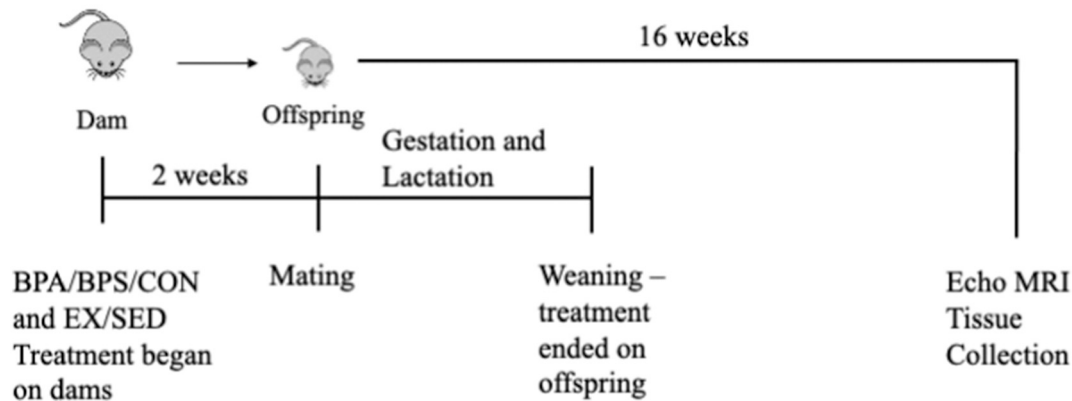 16 weeks
Dam
Offspring
Gestation and
Lactation
2 weeks
BPA/BPS/CON
and EX/SED
Treatment began
on dams
Mating
Weaning –
treatment
ended on
offspring
Echo MRI
Tissue
Collection